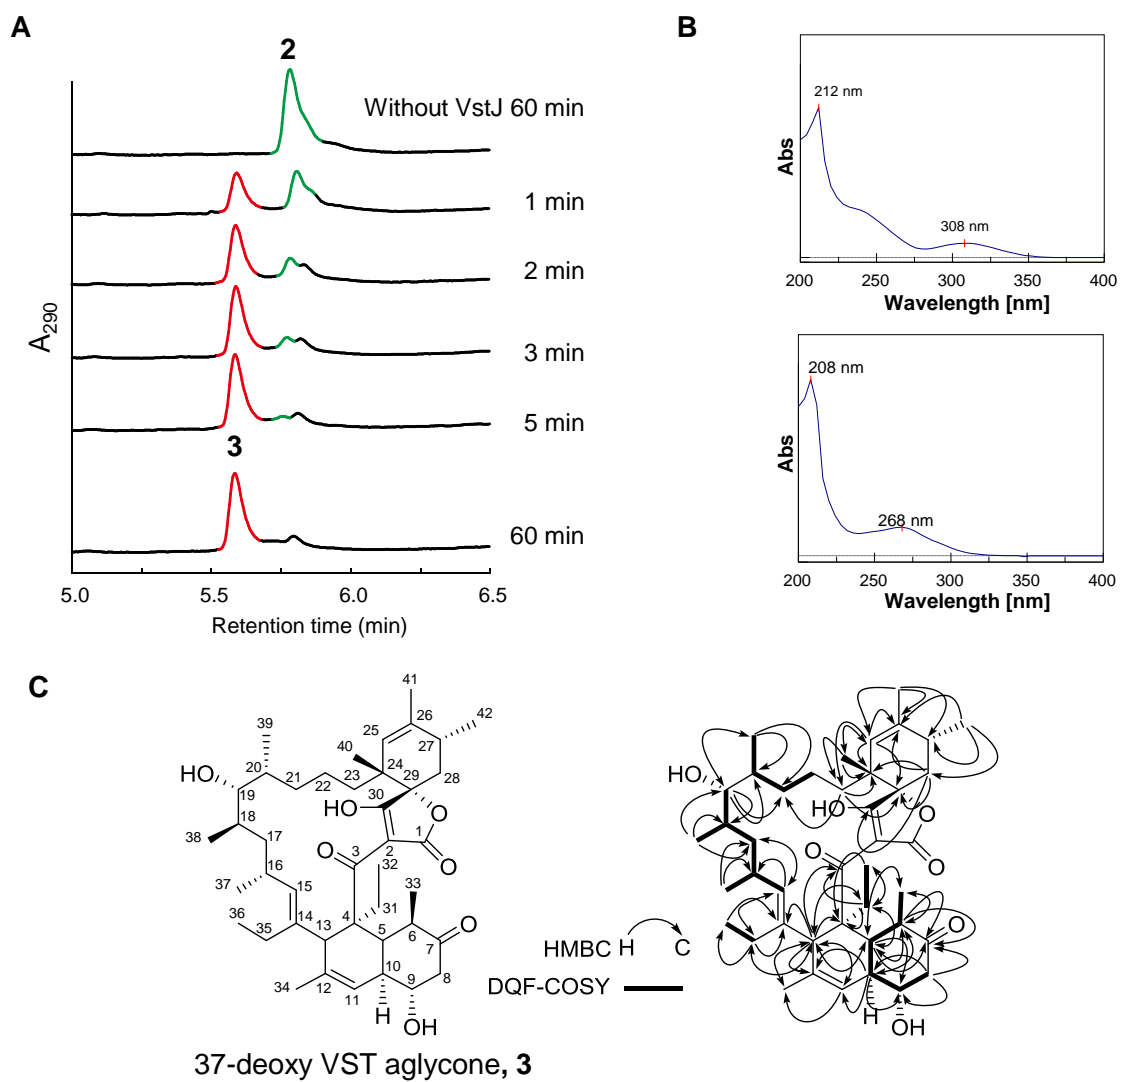 A
2
Without VstJ 60 min
1 min
2 min
3 min
5 min
3
60 min
A290
5.0 5.5 6.0 6.5
Retention time (min)
B
212 nm
308 nm
Abs
200 250 300 350 400
Wavelength [nm]
208 nm
268 nm
Abs
200 250 300 350 400
Wavelength [nm]
C
41
42
39
40
26
25
27
24
23
28
29
30
20
21
22
HO
19
18
38
17
16
37
15
36
35
14
13
HO
O
1
O
2
3
O
32
33
31
4
5
6
7
O
8
9
10
11
12
34
H
OH
37-deoxy VST aglycone, 3
HO
HO
O
O
O
O
H
OH
HMBC H C
DQF-COSY